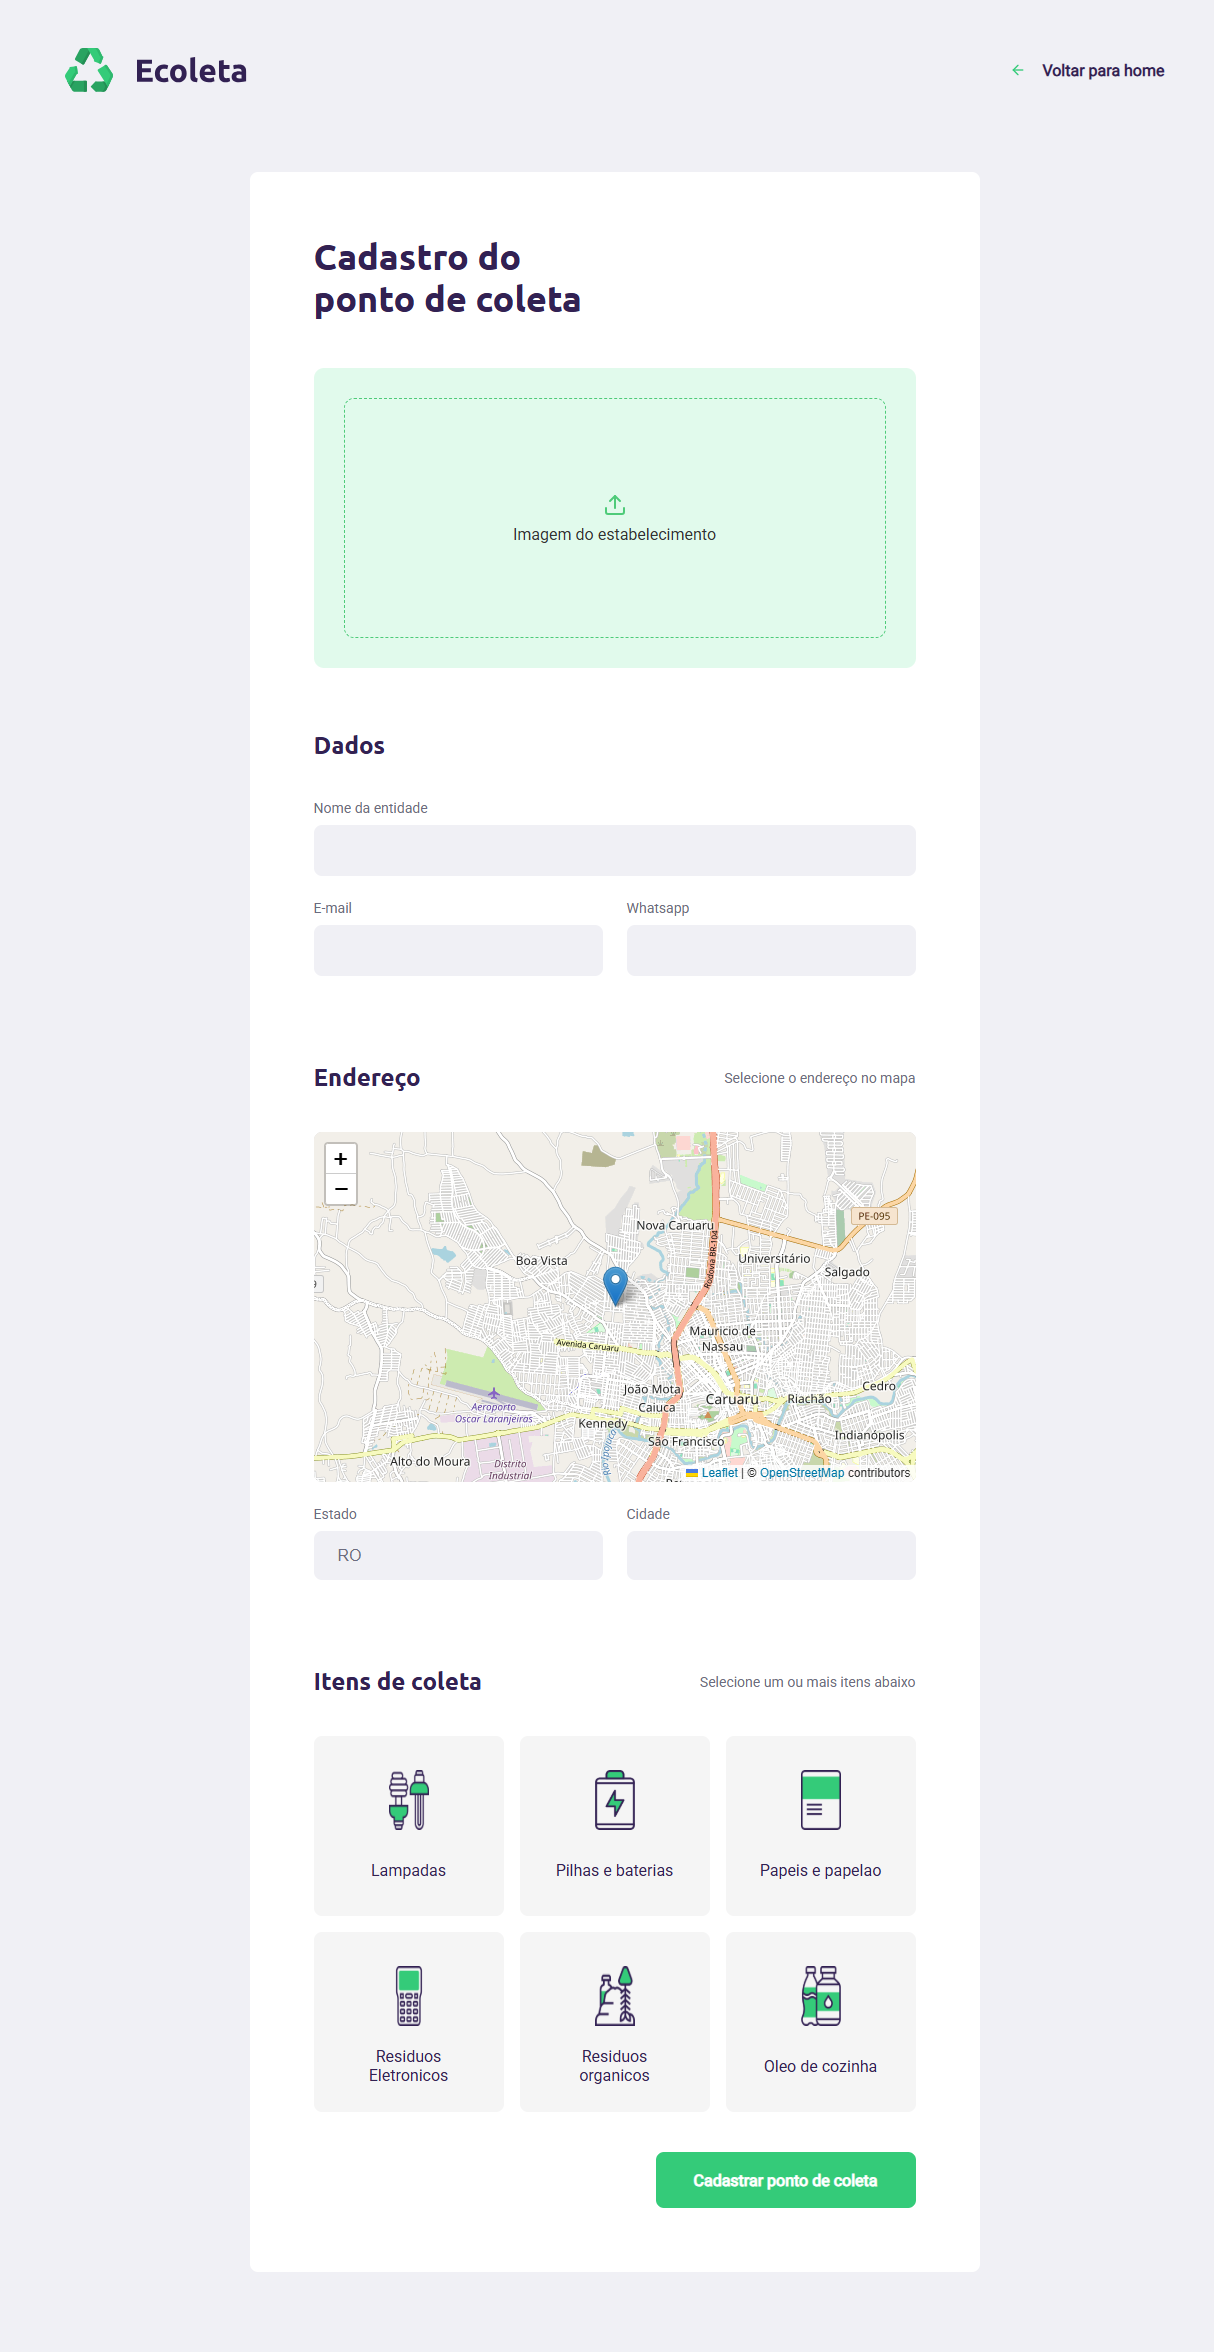 Ecoleta
Voltar para home
Cadastro do
ponto de coleta
Imagem do estabelecimento
Dados
Nome da entidade
E-mail
Whatsapp
Endereço
Selecione o endereço no mapa
+
−
Nova Caruaru
PE-095
Rodovia BR-104
Boa Vista
Universitário
Salgado
9
Mauricio de
Nassau
Avenida Caruaru
João Mota
Cedro
Caruaru
Riachão
Caiuca
Aeroporto
Oscar Laranjeiras
Kennedy
Indianópolis
São Francisco
Rio Ipojuca
Alto do Moura
Distrito
Industrial
Leaflet | © OpenStreetMap contributors
Estado
Cidade
RO
Itens de coleta
Selecione um ou mais itens abaixo
Lampadas
Pilhas e baterias
Papeis e papelao
Residuos
Eletronicos
Residuos
organicos
Oleo de cozinha
Cadastrar ponto de coleta